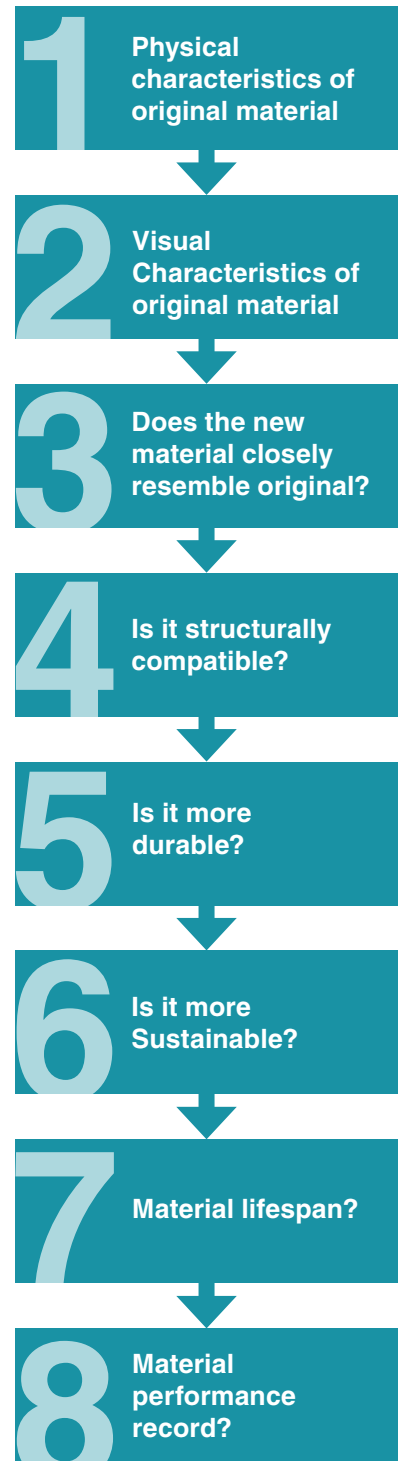 1
Physical
characteristics of
original material
2
Visual
Characteristics of
original material
3
Does the new
material closely
resemble original?
4
Is it structurally
compatible?
5
Is it more
durable?
6
Is it more
Sustainable?
7
Material lifespan?
8
Material
performance
record?